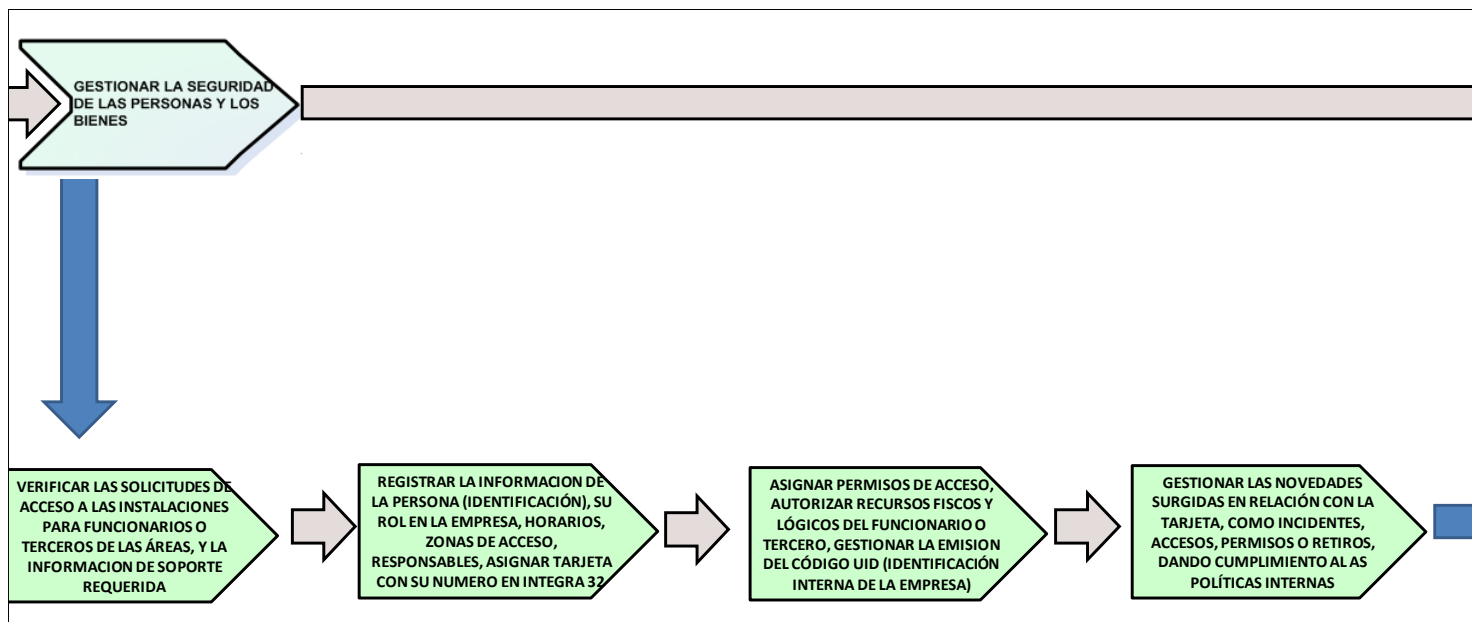 GESTIONAR LA SEGURIDAD
DE LAS PERSONAS Y LOS
BIENES
VERIFICAR LAS SOLICITUDES DE
ACCESO A LAS INSTALACIONES
PARA FUNCIONARIOS O
TERCEROS DE LAS ÁREAS, Y LA
INFORMACION DE SOPORTE
REQUERIDA
REGISTRAR LA INFORMACION DE
LA PERSONA (IDENTIFICACIÓN), SU
ROL EN LA EMPRESA, HORARIOS,
ZONAS DE ACCESO,
RESPONSABLES, ASIGNAR TARJETA
CON SU NUMERO EN INTEGRA 32
ASIGNAR PERMISOS DE ACCESO,
AUTORIZAR RECURSOS FISCOS Y
LÓGICOS DEL FUNCIONARIO O
TERCERO, GESTIONAR LA EMISION
DEL CÓDIGO UID (IDENTIFICACIÓN
INTERNA DE LA EMPRESA)
GESTIONAR LAS NOVEDADES
SURGIDAS EN RELACIÓN CON LA
TARJETA, COMO INCIDENTES,
ACCESOS, PERMISOS O RETIROS,
DANDO CUMPLIMIENTO AL AS
POLÍTICAS INTERNAS